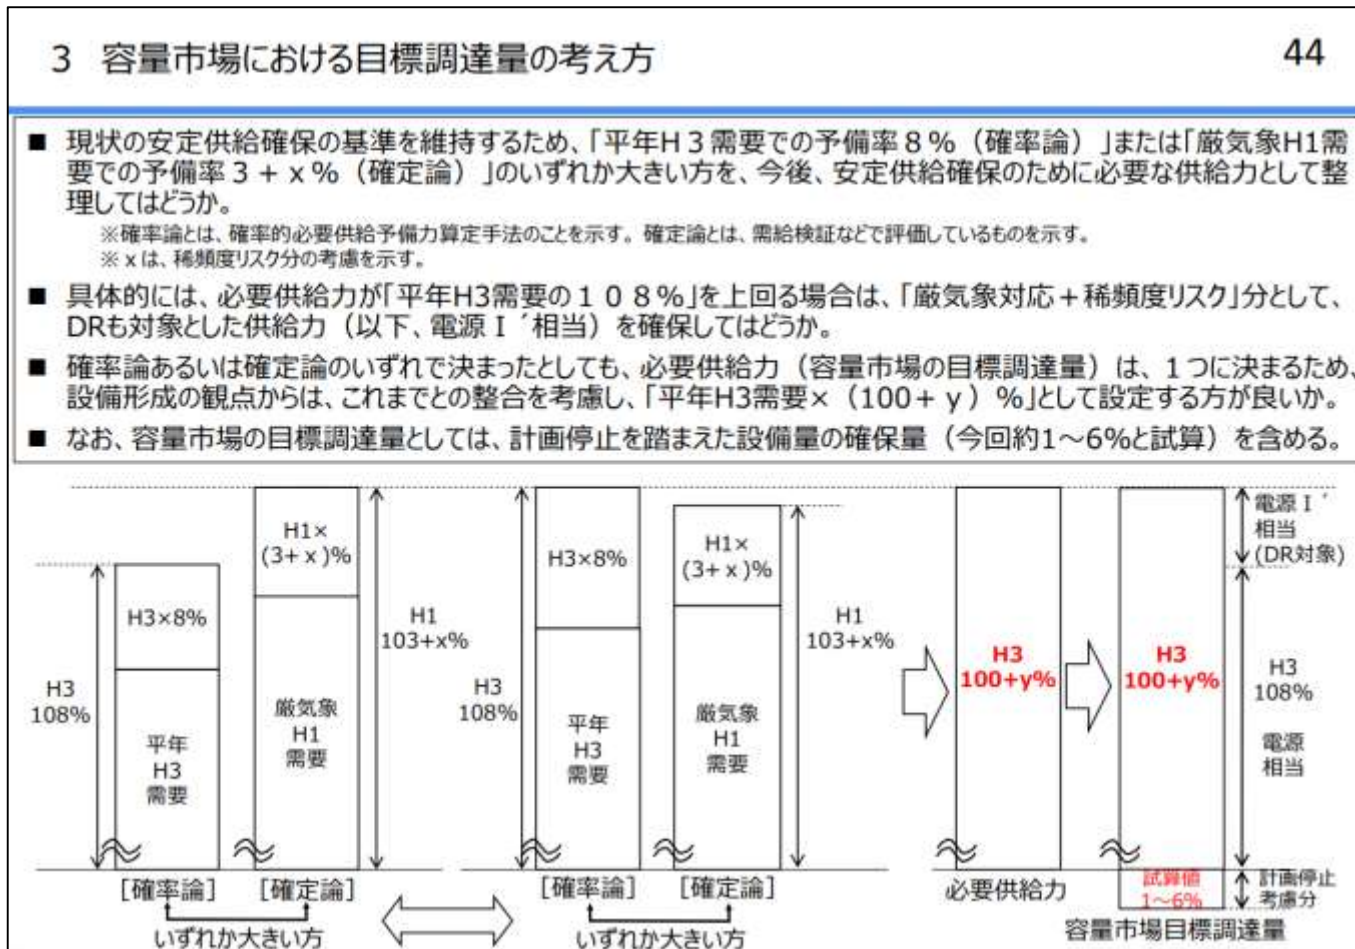 3 容量市場における目標調達量の考え方
44
■ 現状の安定供給確保の基準を維持するため、「平年H3需要での予備率8%(確率論)」または「厳気象H1需
要での予備率3+x%(確定論)」のいずれか大きい方を、今後、安定供給確保のために必要な供給力として整
理してはどうか。
※確率論とは、確率的必要供給予備力算定手法のことを示す。確定論とは、需給検証などで評価しているものを示す。
※xは、稀頻度リスク分の考慮を示す。
■ 具体的には、必要供給力が「平年H3需要の108%」を上回る場合は、「厳気象対応+稀頻度リスク」分として、
DRも対象とした供給力(以下、電源Ⅰ´相当)を確保してはどうか。
■ 確率論あるいは確定論のいずれで決まったとしても、必要供給力(容量市場の目標調達量)は、1つに決まるため、
設備形成の観点からは、これまでとの整合を考慮し、「平年H3需要×(100+y)%」として設定する方が良いか。
■ なお、容量市場の目標調達量としては、計画停止を踏まえた設備量の確保量(今回約1~6%と試算)を含める。
H3
108%
H3×8%
平年
H3
需要
[確率論]
H1×
(3+x)%
厳気象
H1
需要
[確定論]
H1
103+x%
いずれか大きい方
H3
108%
H3×8%
平年
H3
需要
[確率論]
H1×
(3+x)%
厳気象
H1
需要
[確定論]
H1
103+x%
いずれか大きい方
H3
100+y%
必要供給力
H3
100+y%
試算値
1~6%
容量市場目標調達量
電源Ⅰ´
相当
(DR対象)
H3
108%
電源
相当
計画停止
考慮分